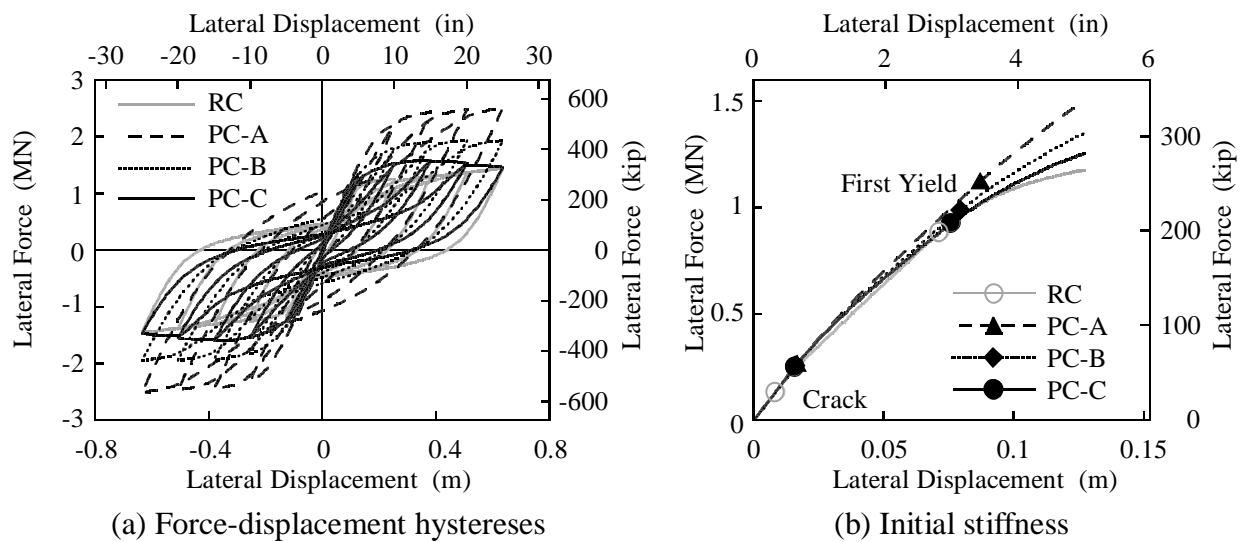 Lateral Displacement (in)
-30 -20 -10 0 10 20 30
3
2
1
0
-1
-2
-3
Lateral Force (MN)
RC
PC-A
PC-B
PC-C
600
400
200
0
-200
-400
-600
Lateral Force (kip)
-0.8 -0.4 0 0.4 0.8
Lateral Displacement (m)
(a) Force-displacement hystereses
Lateral Displacement (in)
0 2 4 6
1.5
1
0.5
0
Lateral Force (MN)
First Yield
Crack
RC
PC-A
PC-B
PC-C
300
200
100
0
Lateral Force (kip)
0 0.05 0.1 0.15
Lateral Displacement (m)
(b) Initial stiffness